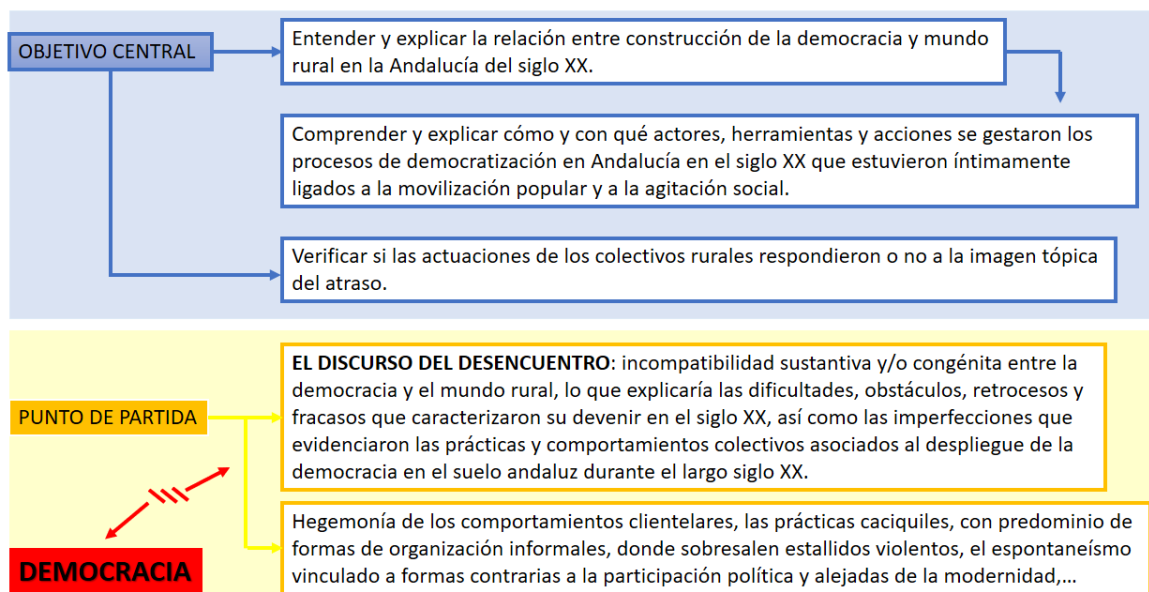 OBJETIVO CENTRAL
Entender y explicar la relación entre construcción de la democracia y mundo
rural en la Andalucía del siglo XX.
Comprender y explicar cómo y con qué actores, herramientas y acciones se gestaron los
procesos de democratización en Andalucía en el siglo XX que estuvieron íntimamente
ligados a la movilización popular y a la agitación social.
Verificar si las actuaciones de los colectivos rurales respondieron o no a la imagen tópica
del atraso.
PUNTO DE PARTIDA
EL DISCURSO DEL DESENCUENTRO: incompatibilidad sustantiva y/o congénita entre la
democracia y el mundo rural, lo que explicaría las dificultades, obstáculos, retrocesos y
fracasos que caracterizaron su devenir en el siglo XX, así como las imperfecciones que
evidenciaron las prácticas y comportamientos colectivos asociados al despliegue de la
democracia en el suelo andaluz durante el largo siglo XX.
Hegemonía de los comportamientos clientelares, las prácticas caciquiles, con predominio de
formas de organización informales, donde sobresalen estallidos violentos, el espontaneísmo
vinculado a formas contrarias a la participación política y alejadas de la modernidad,...
DEMOCRACIA